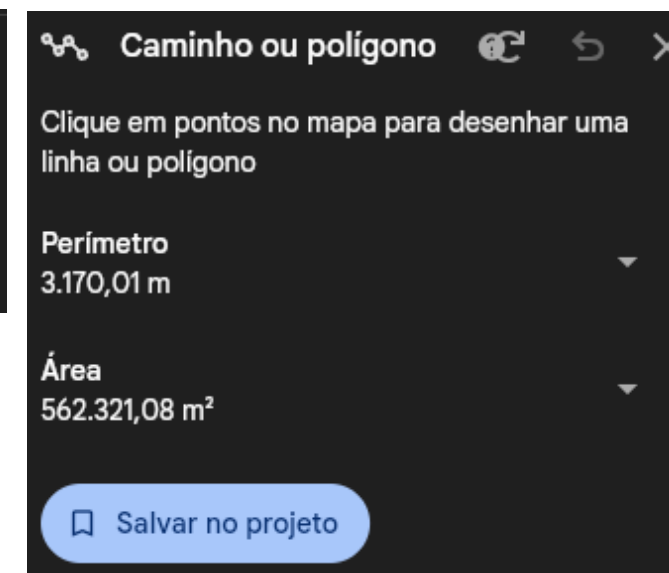 Caminho ou polígono
Clique em pontos no mapa para desenhar uma
linha ou polígono
Perímetro
3.170,01 m
Área
562.321,08 m²
Salvar no projeto